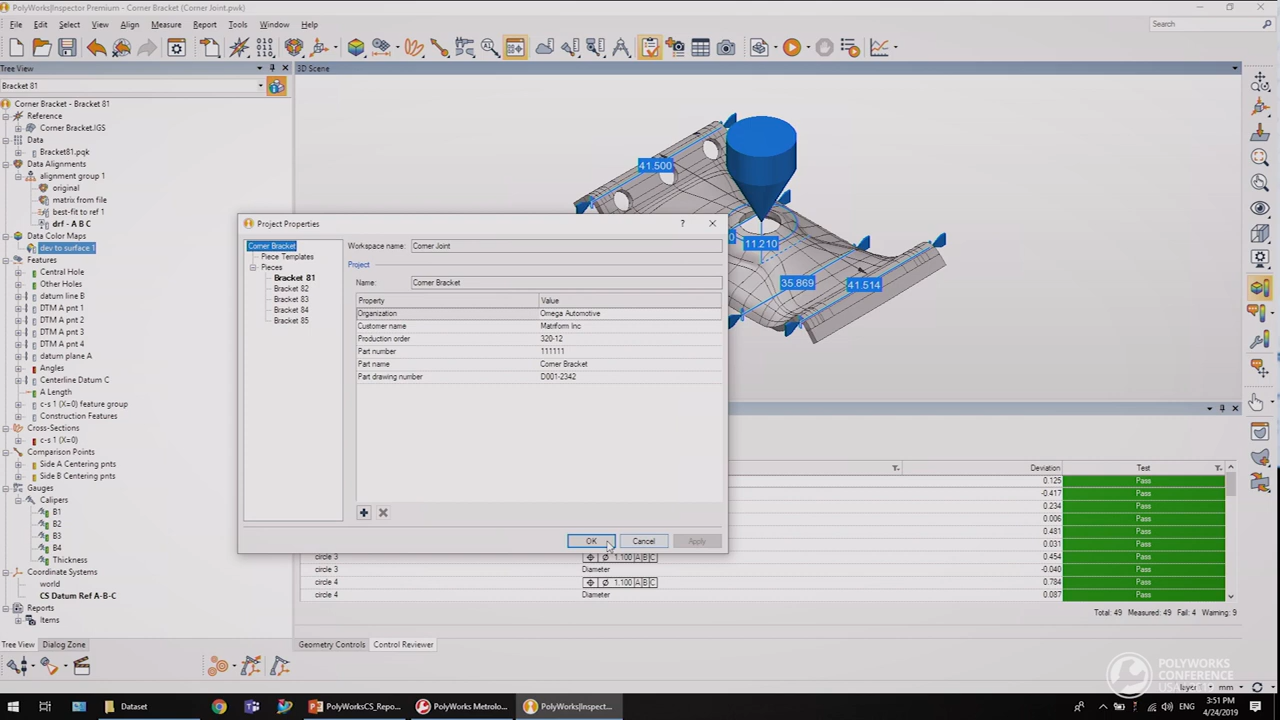 PolyWorks|Inspector Premium - Corner Bracket (Corner Joint.pwk)
File Edit Select View Align Measure Report Tools Window Help
Search
Tree View
3D Scene
Bracket 81
Corner Bracket - Bracket 81
Reference
Corner Bracket.IGS
Data
Bracket81.pqk
Data Alignments
alignment group 1
original
matrix from file
best-fit to ref 1
drf - A B C
Data Color Maps
dev to surface 1
Features
Central Hole
Other Holes
datum line B
DTM A pnt 1
DTM A pnt 2
DTM A pnt 3
DTM A pnt 4
datum plane A
Angles
Centerline Datum C
A Length
c-s 1 (X=0) feature group
Construction Features
Cross-Sections
c-s 1 (X=0)
Comparison Points
Side A Centering pnts
Side B Centering pnts
Gauges
Calipers
B1
B2
B3
B4
Thickness
Coordinate Systems
world
CS Datum Ref A-B-C
Reports
Items
Tree View Dialog Zone
41.500
11.210
35.869
41.514
Project Properties
?
Corner Bracket
Piece Templates
Pieces
Bracket 81
Bracket 82
Bracket 83
Bracket 84
Bracket 85
Workspace name: Corner Joint
Project
Name: Corner Bracket
Property Value
Organization Omega Automotive
Customer name Matriform Inc
Production order 320-12
Part number 111111
Part name Corner Bracket
Part drawing number D001-2342
OK Cancel Apply
Deviation Test
0.125 Pass
-0.417 Pass
0.234 Pass
0.006 Pass
0.481 Pass
0.031 Pass
circle 3 ⌖ Ø 1.100 A B C 0.454 Pass
circle 3 Diameter -0.040 Pass
circle 4 ⌖ Ø 1.100 A B C 0.784 Pass
circle 4 Diameter 0.087 Pass
Total: 49 Measured: 49 Fail: 4 Warning: 9
Geometry Controls Control Reviewer
POLYWORKS
CONFERENCE
mm
Dataset
PolyWorksCS_Repo...
PolyWorks Metrolo...
PolyWorks|Inspect...
ENG
3:51 PM
4/24/2019